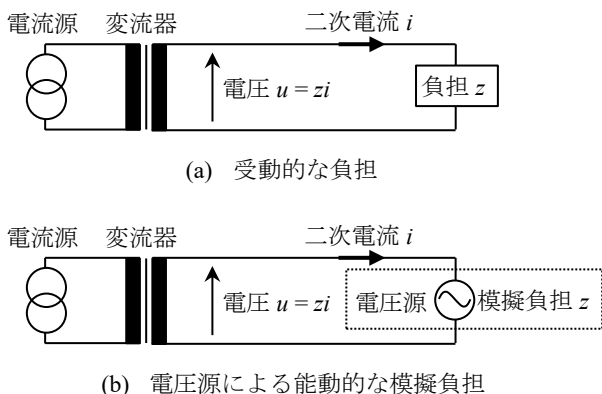 電流源 変流器 二次電流 i
電圧 u = zi
負担 z
(a) 受動的な負担
電流源 変流器 二次電流 i
電圧 u = zi
電圧源 模擬負担 z
(b) 電圧源による能動的な模擬負担